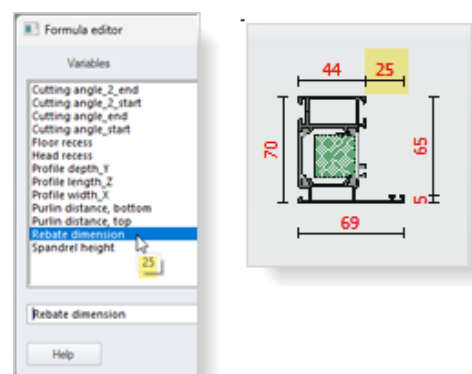 Formula editor
Variables
Cutting angle_2_end
Cutting angle_2_start
Cutting angle_end
Cutting angle_start
Floor recess
Head recess
Profile depth_Y
Profile length_Z
Profile width_X
Purlin distance, bottom
Purlin distance, top
Rebate dimension
Spandrel height
25
Rebate dimension
Help
44 25
70
65
5
69